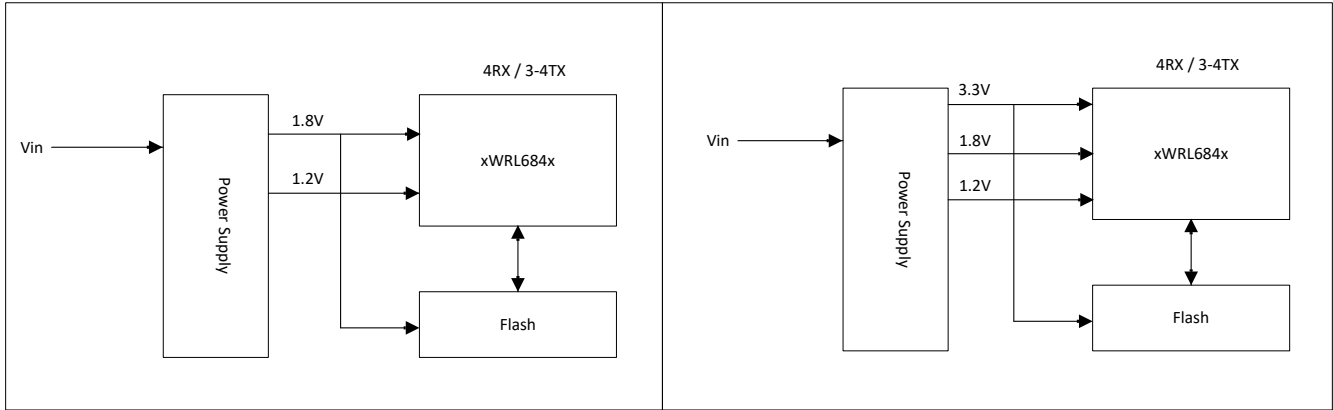 4RX / 3-4TX
1.8V
Vin
xWRL684x
1.2V
Power Supply
Flash
4RX / 3-4TX
3.3V
Vin
1.8V
xWRL684x
1.2V
Power Supply
Flash